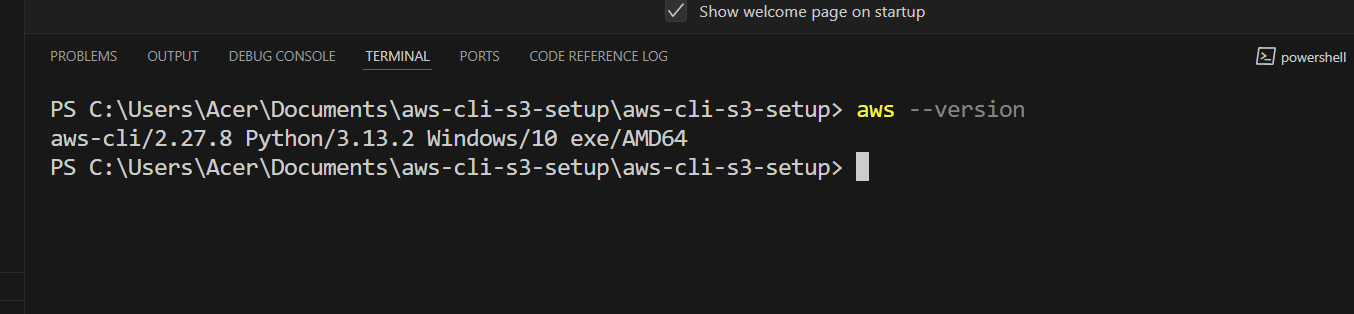 Show welcome page on startup
PROBLEMS OUTPUT DEBUG CONSOLE TERMINAL PORTS CODE REFERENCE LOG powershell
PS C:\Users\Acer\Documents\aws-cli-s3-setup\aws-cli-s3-setup> aws --version
aws-cli/2.27.8 Python/3.13.2 Windows/10 exe/AMD64
PS C:\Users\Acer\Documents\aws-cli-s3-setup\aws-cli-s3-setup>